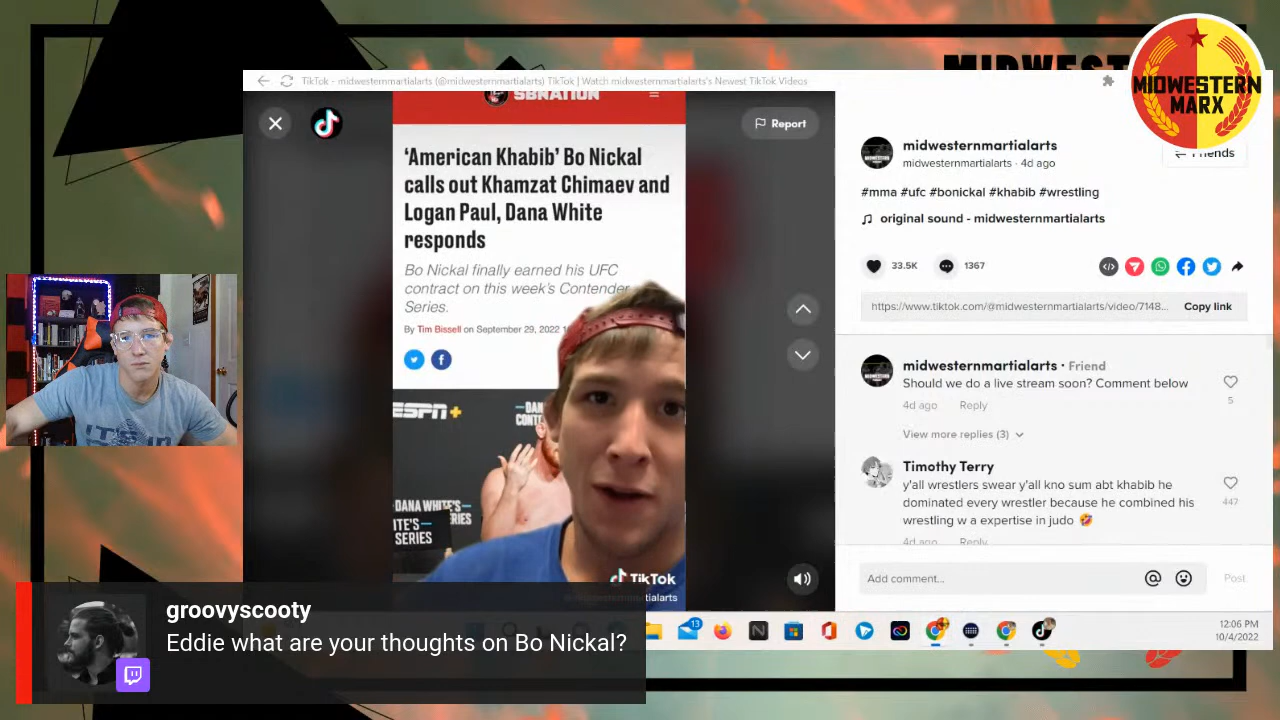 MIDWESTERN
MARX
TikTok - midwesternmartialarts (@midwesternmartialarts) TikTok | Watch midwesternmartialarts's Newest TikTok Videos
Report
SBNATION
'American Khabib' Bo Nickal
calls out Khamzat Chimaev and
Logan Paul, Dana White
responds
Bo Nickal finally earned his UFC
contract on this week's Contender
Series.
By Tim Bissell on September 29, 2022
ESPN+
DANA WHITE'S
SERIES
TikTok
midwesternmartialarts
midwesternmartialarts · 4d ago
Friends
#mma #ufc #bonickal #khabib #wrestling
original sound - midwesternmartialarts
33.5K
1367
https://www.tiktok.com/@midwesternmartialarts/video/7148...
Copy link
midwesternmartialarts · Friend
Should we do a live stream soon? Comment below
4d ago Reply
5
View more replies (3)
Timothy Terry
y'all wrestlers swear y'all kno sum abt khabib he
dominated every wrestler because he combined his
wrestling w a expertise in judo 🤣
447
4d ago Reply
Add comment...
Post
13
12:06 PM
10/4/2022
groovyscooty
Eddie what are your thoughts on Bo Nickal?